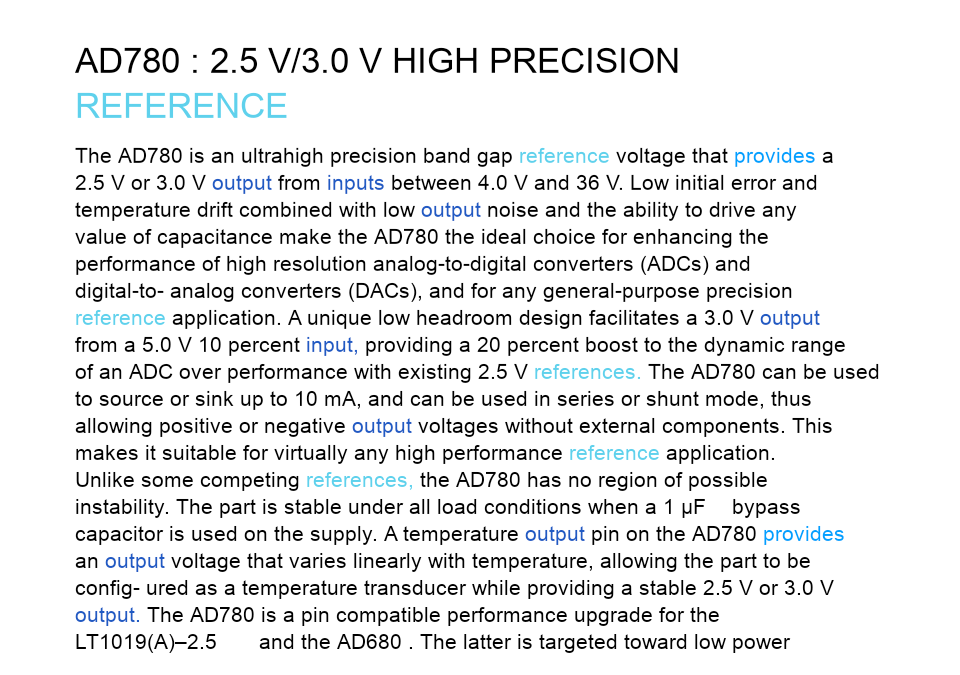 AD780 : 2.5 V/3.0 V HIGH PRECISION
REFERENCE
The AD780 is an ultrahigh precision band gap reference voltage that provides a
2.5 V or 3.0 V output from inputs between 4.0 V and 36 V. Low initial error and
temperature drift combined with low output noise and the ability to drive any
value of capacitance make the AD780 the ideal choice for enhancing the
performance of high resolution analog-to-digital converters (ADCs) and
digital-to- analog converters (DACs), and for any general-purpose precision
reference application. A unique low headroom design facilitates a 3.0 V output
from a 5.0 V 10 percent input, providing a 20 percent boost to the dynamic range
of an ADC over performance with existing 2.5 V references. The AD780 can be used
to source or sink up to 10 mA, and can be used in series or shunt mode, thus
allowing positive or negative output voltages without external components. This
makes it suitable for virtually any high performance reference application.
Unlike some competing references, the AD780 has no region of possible
instability. The part is stable under all load conditions when a 1 μF bypass
capacitor is used on the supply. A temperature output pin on the AD780 provides
an output voltage that varies linearly with temperature, allowing the part to be
config- ured as a temperature transducer while providing a stable 2.5 V or 3.0 V
output. The AD780 is a pin compatible performance upgrade for the
LT1019(A)–2.5 and the AD680 . The latter is targeted toward low power